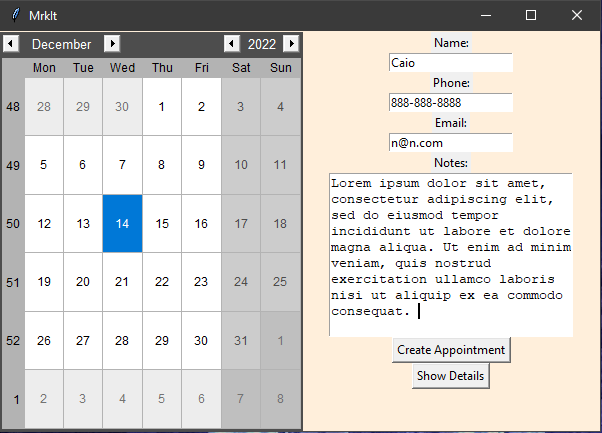 MrkIt
December 2022
Mon Tue Wed Thu Fri Sat Sun
48 28 29 30 1 2 3 4
49 5 6 7 8 9 10 11
50 12 13 14 15 16 17 18
51 19 20 21 22 23 24 25
52 26 27 28 29 30 31 1
1 2 3 4 5 6 7 8
Name:
Caio
Phone:
888-888-8888
Email:
n@n.com
Notes:
Lorem ipsum dolor sit amet,
consectetur adipiscing elit,
sed do eiusmod tempor
incididunt ut labore et dolore
magna aliqua. Ut enim ad minim
veniam, quis nostrud
exercitation ullamco laboris
nisi ut aliquip ex ea commodo
consequat.
Create Appointment
Show Details